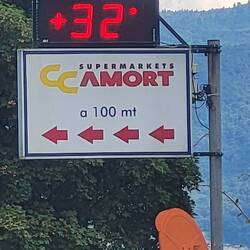 +32°
SUPERMARKETS
CC AMORT
a 100 mt